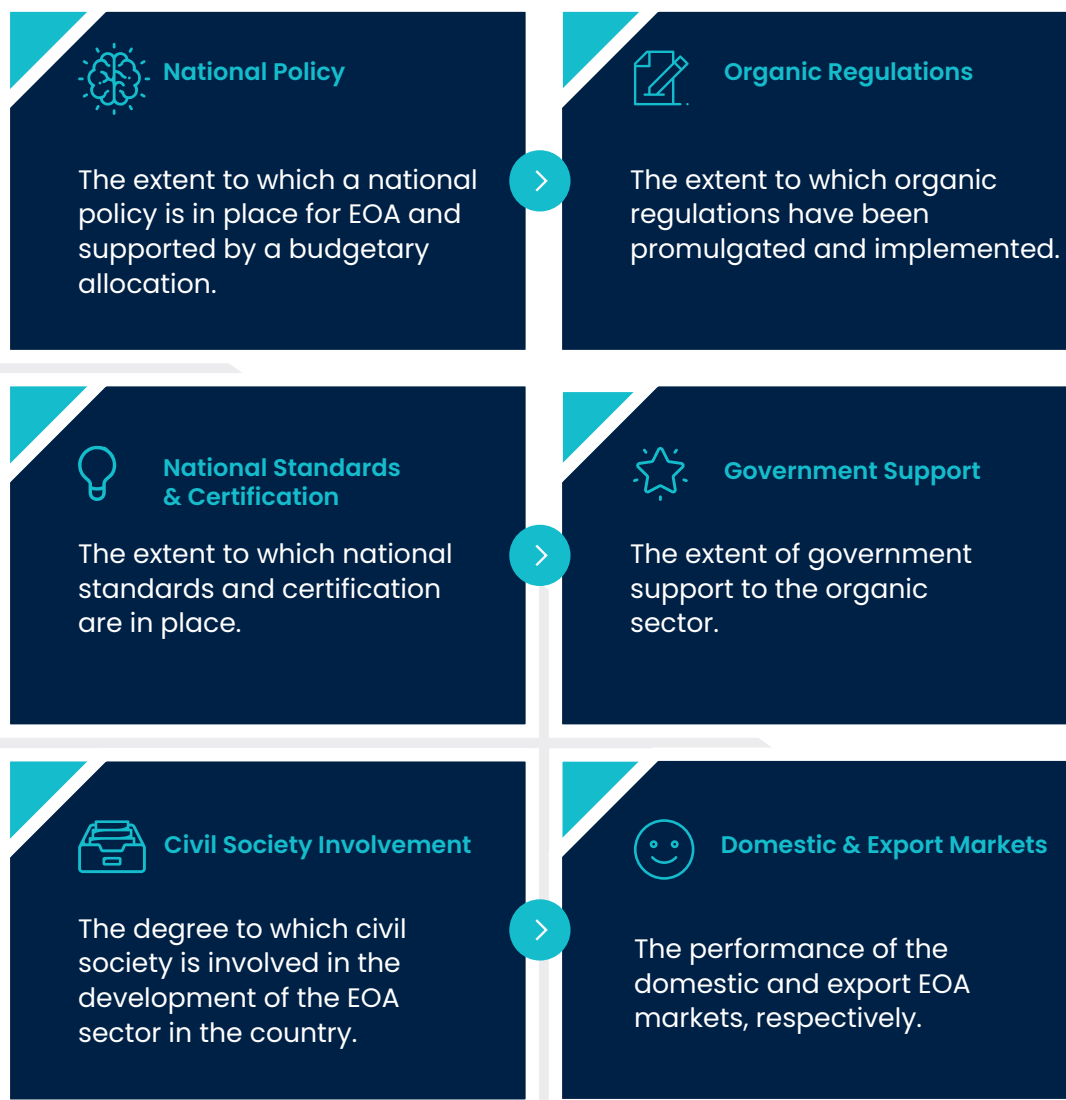 National Policy
The extent to which a national
policy is in place for EOA and
supported by a budgetary
allocation.
Organic Regulations
The extent to which organic
regulations have been
promulgated and implemented.
National Standards
& Certification
The extent to which national
standards and certification
are in place.
Government Support
The extent of government
support to the organic
sector.
Civil Society Involvement
The degree to which civil
society is involved in the
development of the EOA
sector in the country.
Domestic & Export Markets
The performance of the
domestic and export EOA
markets, respectively.